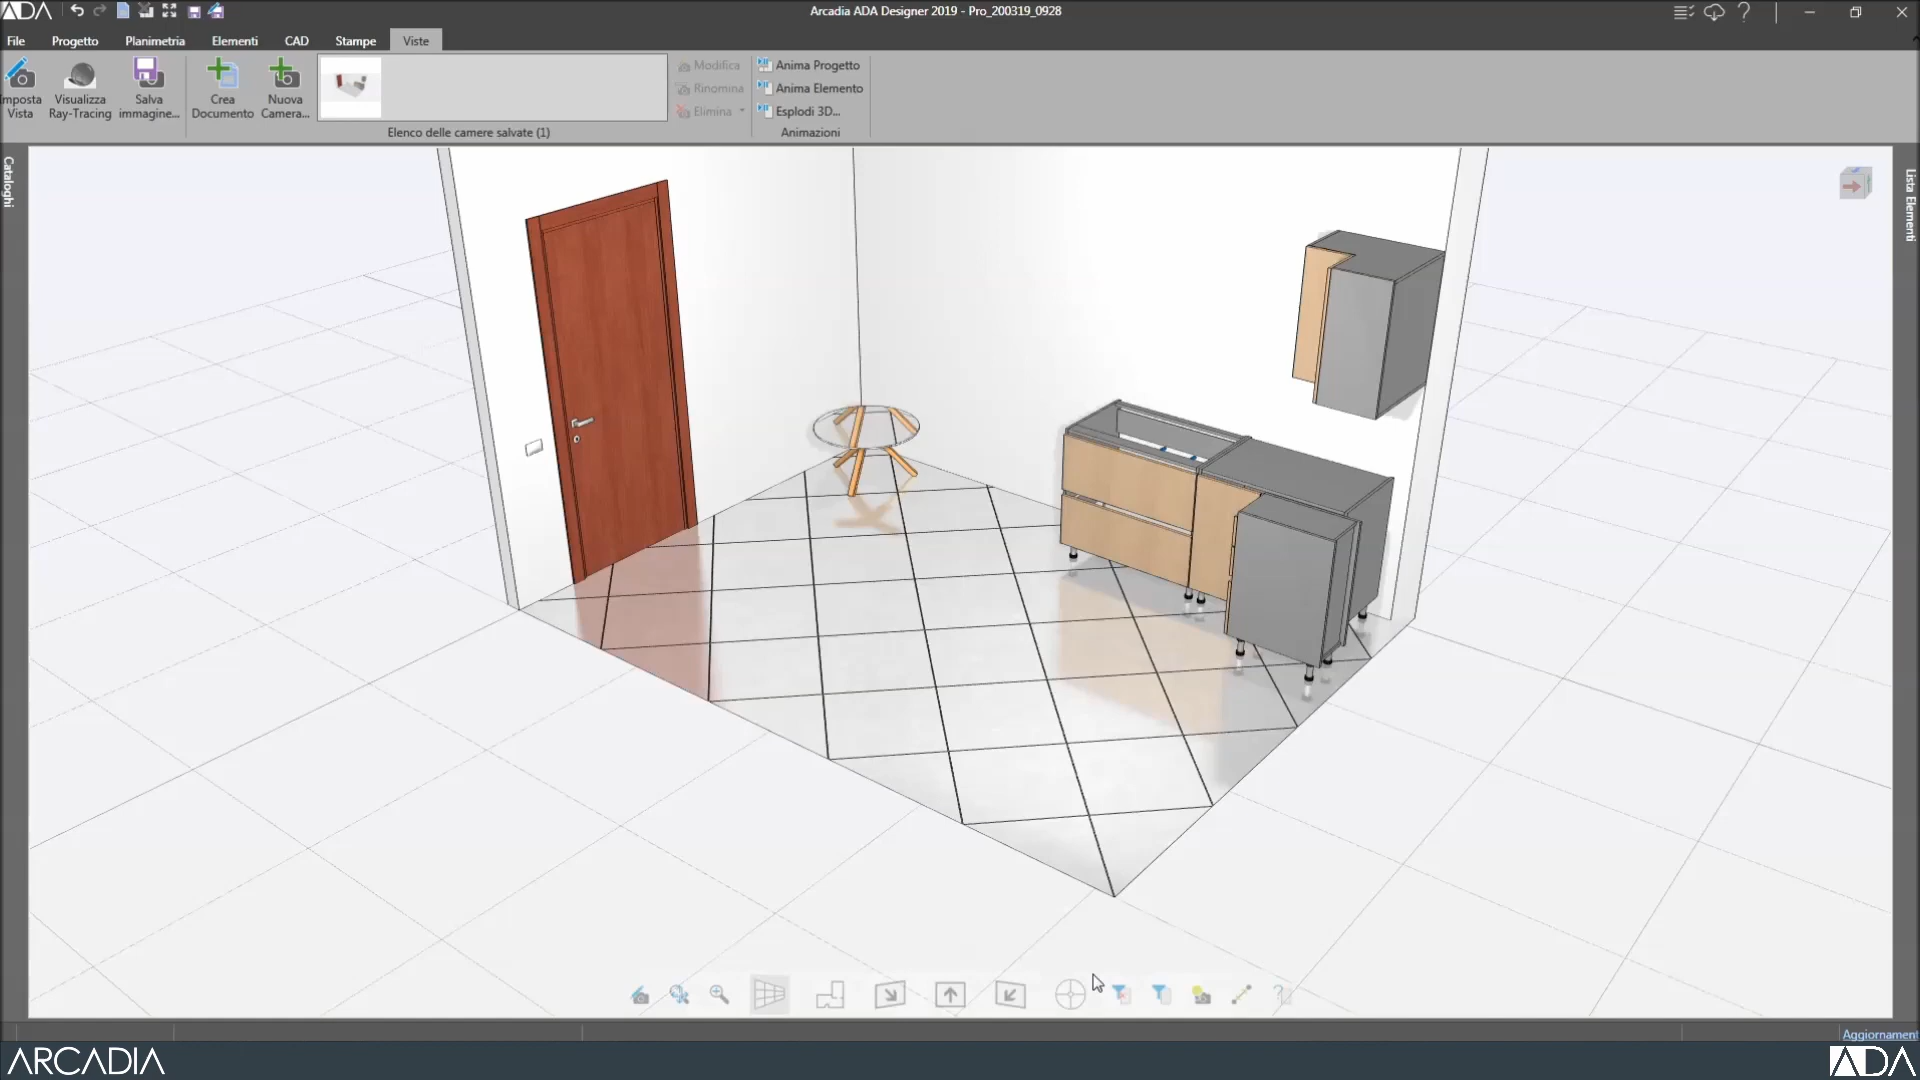 ADA
Arcadia ADA Designer 2019 - Pro_200319_0928
File Progetto Planimetria Elementi CAD Stampe Viste
Imposta Vista
Visualizza Ray-Tracing
Salva immagine...
Crea Documento
Nuova Camera...
Modifica
Rinomina
Elimina
Elenco delle camere salvate (1)
Anima Progetto
Anima Elemento
Esplodi 3D...
Animazioni
Cataloghi
Lista Elementi
Aggiornament
ARCADIA
ADA